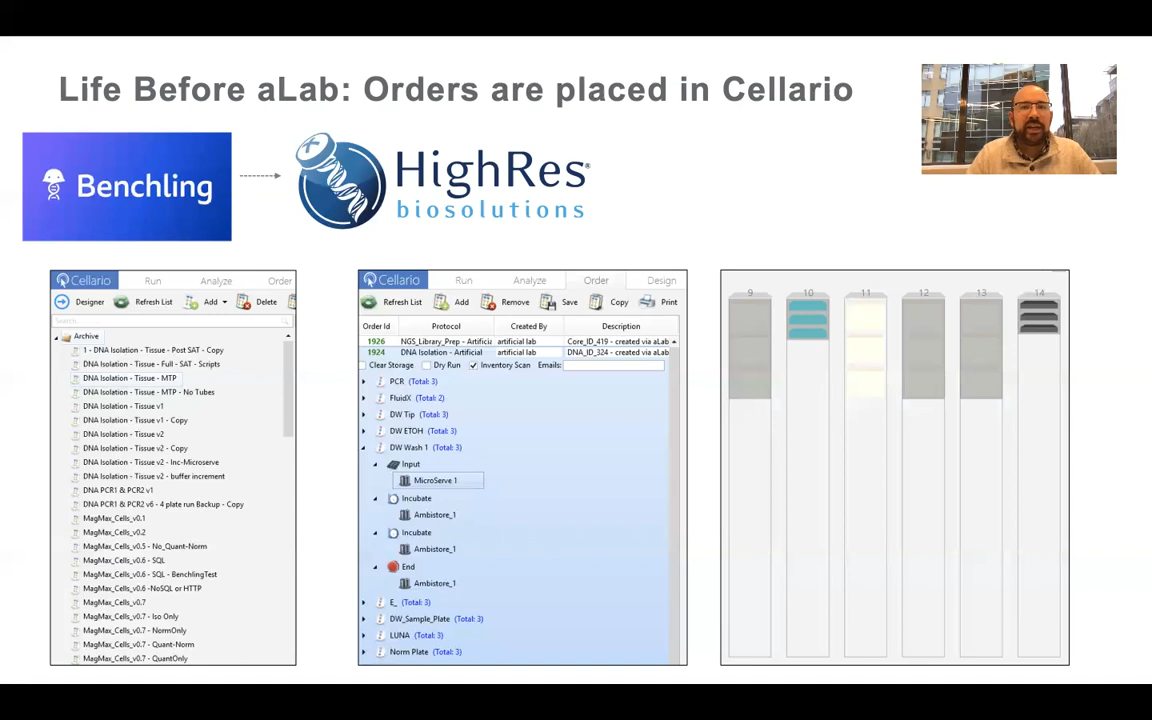 Life Before aLab: Orders are placed in Cellario
Benchling
HighRes®
biosolutions
Cellario Run Analyze Order
Designer Refresh List Add Delete
Search
Archive
1 - DNA Isolation - Tissue - Post SAT - Copy
DNA Isolation - Tissue - Full - SAT - Scripts
DNA Isolation - Tissue - MTP
DNA Isolation - Tissue - MTP - No Tubes
DNA Isolation - Tissue v1
DNA Isolation - Tissue v1 - Copy
DNA Isolation - Tissue v2
DNA Isolation - Tissue v2 - Copy
DNA Isolation - Tissue v2 - Inc-Microserve
DNA Isolation - Tissue v2 - buffer increment
DNA PCR1 & PCR2 v1
DNA PCR1 & PCR2 v6 - 4 plate run Backup - Copy
MagMax_Cells_v0.1
MagMax_Cells_v0.2
MagMax_Cells_v0.5 - No_Quant-Norm
MagMax_Cells_v0.6 - SQL
MagMax_Cells_v0.6 - SQL - BenchlingTest
MagMax_Cells_v0.6 -NoSQL or HTTP
MagMax_Cells_v0.7
MagMax_Cells_v0.7 - Iso Only
MagMax_Cells_v0.7 - NormOnly
MagMax_Cells_v0.7 - Quant-Norm
MagMax_Cells_v0.7 - QuantOnly
Cellario Run Analyze Order Design
Refresh List Add Remove Save Copy Print
Order Id Protocol Created By Description
1926 NGS_Library_Prep - Artificia artificial lab Core_ID_419 - created via aLab
1924 DNA Isolation - Artificial artificial lab DNA_ID_324 - created via aLab
Clear Storage Dry Run Inventory Scan Emails:
PCR (Total: 3)
FluidX (Total: 2)
DW Tip (Total: 3)
DW ETOH (Total: 3)
DW Wash 1 (Total: 3)
Input
MicroServe 1
Incubate
Ambistore_1
Incubate
Ambistore_1
End
Ambistore_1
E_ (Total: 3)
DW_Sample_Plate (Total: 3)
LUNA (Total: 3)
Norm Plate (Total: 3)
9 10 11 12 13 14